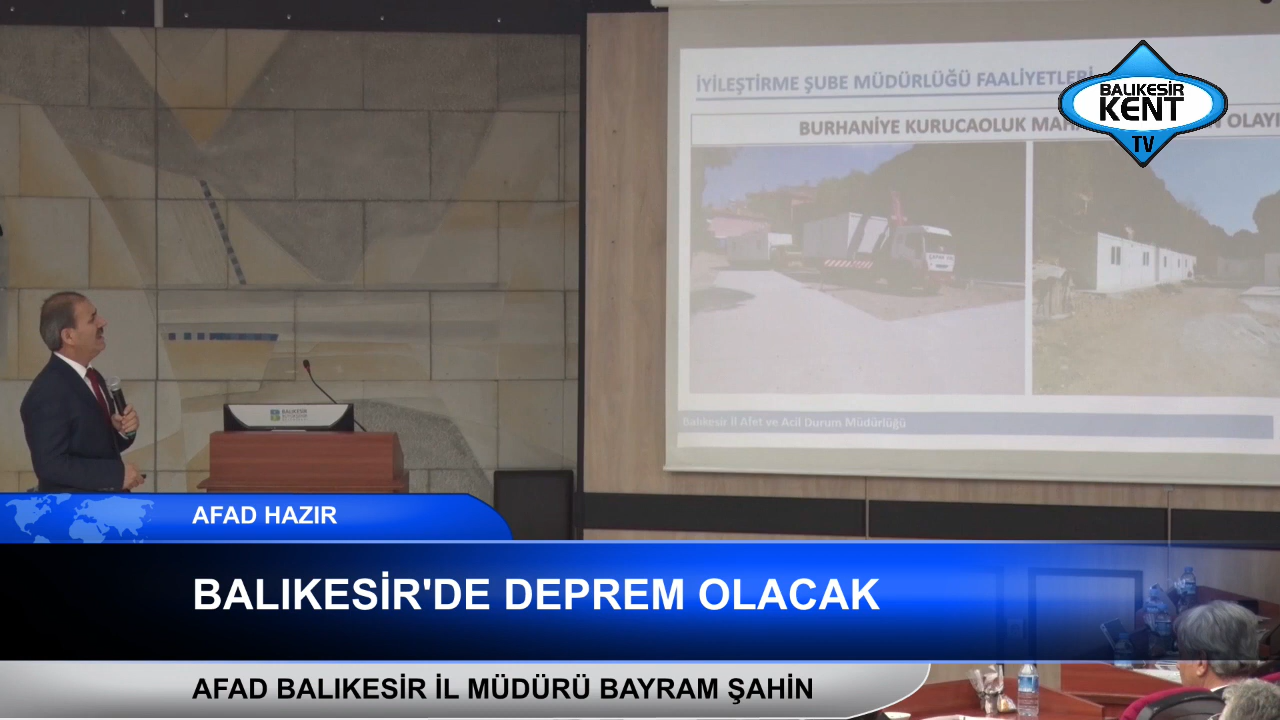 İYİLEŞTİRME ŞUBE MÜDÜRLÜĞÜ FAALİYETLERİ
BALIKESİR
KENT
TV
BURHANİYE KURUCAOLUK OLAYI
Balıkesir İl Afet ve Acil Durum Müdürlüğü
BALIKESİR
AFAD HAZIR
BALIKESİR'DE DEPREM OLACAK
AFAD BALIKESİR İL MÜDÜRÜ BAYRAM ŞAHİN